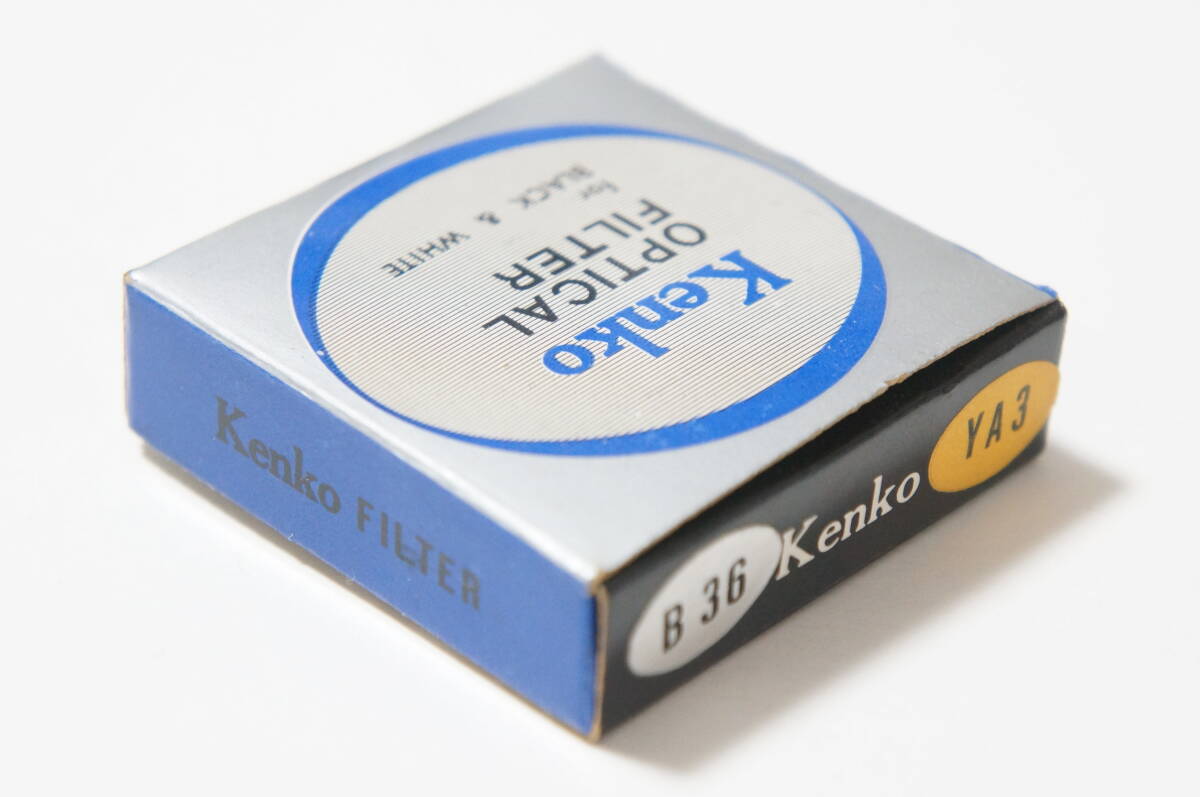 Kenko
OPTICAL
FILTER
for
BLACK & WHITE
Kenko FILTER
B 36 Kenko YA3